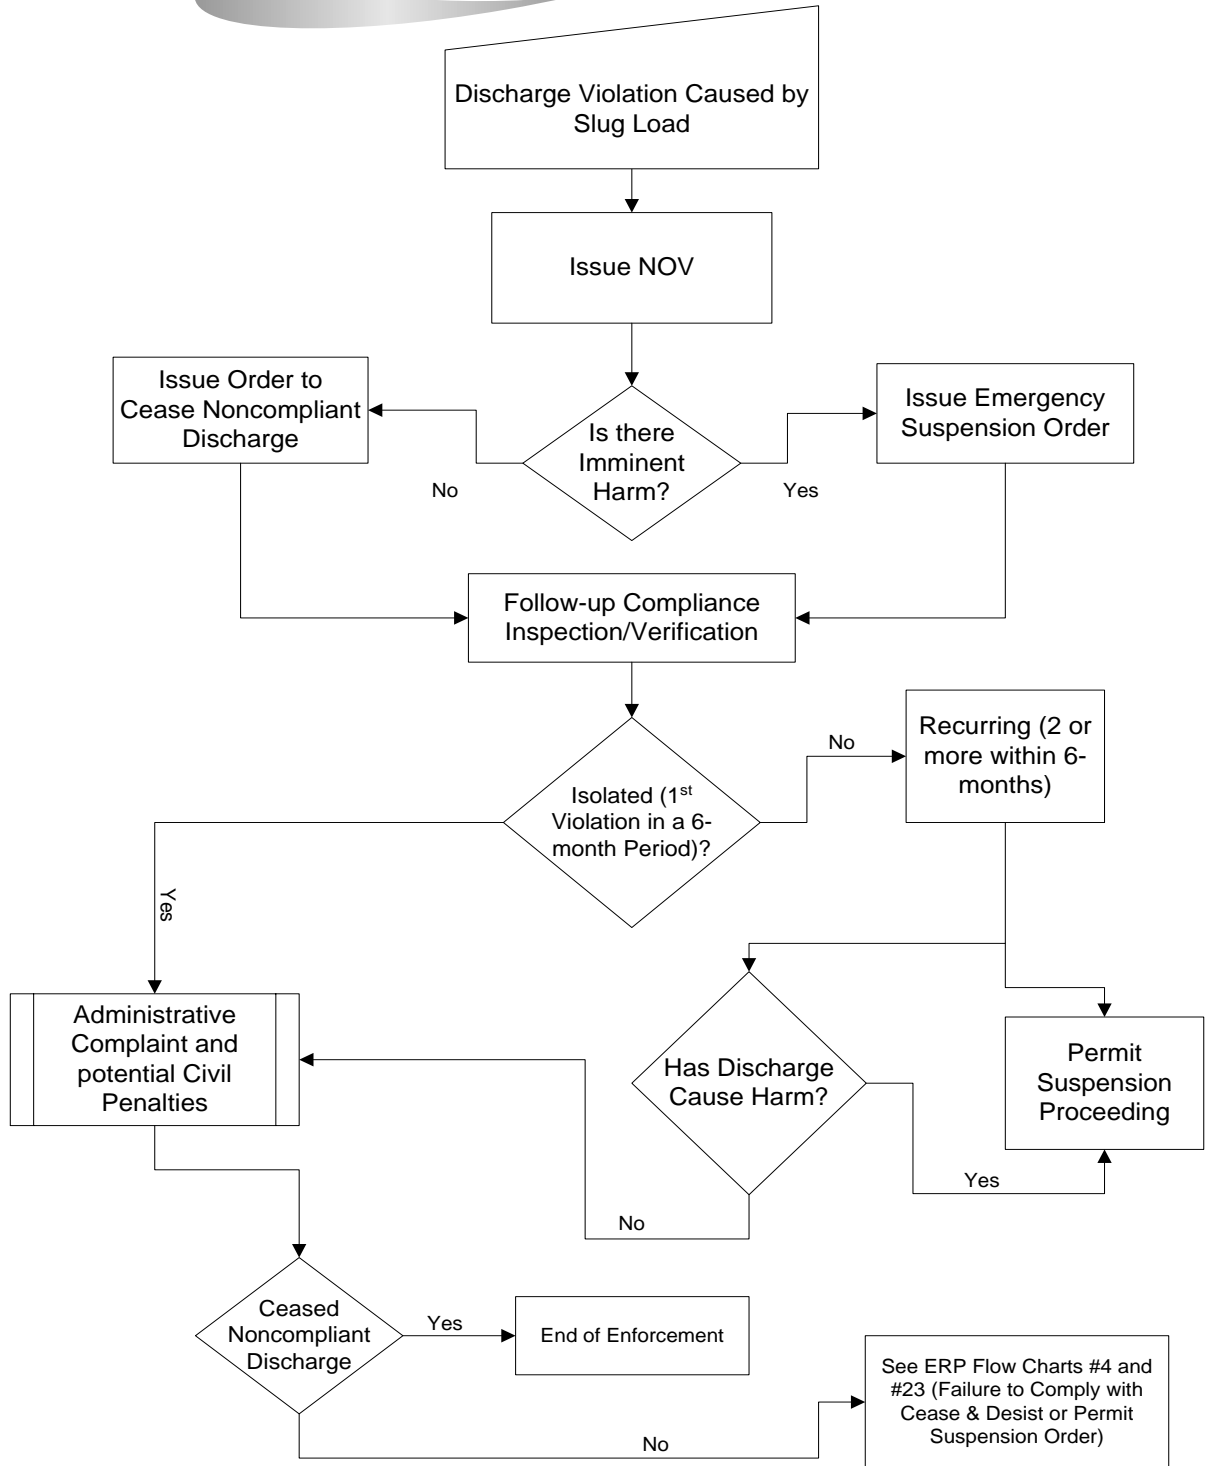 Discharge Violation Caused by
Slug Load
Issue NOV
Issue Order to
Cease Noncompliant
Discharge
Is there
Imminent
Harm?
Issue Emergency
Suspension Order
No
Yes
Follow-up Compliance
Inspection/Verification
Recurring (2 or
more within 6-
months)
No
Isolated (1st
Violation in a 6-
month Period)?
Yes
Administrative
Complaint and
potential Civil
Penalties
Has Discharge
Cause Harm?
Permit
Suspension
Proceeding
Yes
No
Ceased
Noncompliant
Discharge
Yes
End of Enforcement
See ERP Flow Charts #4 and
#23 (Failure to Comply with
Cease & Desist or Permit
Suspension Order)
No